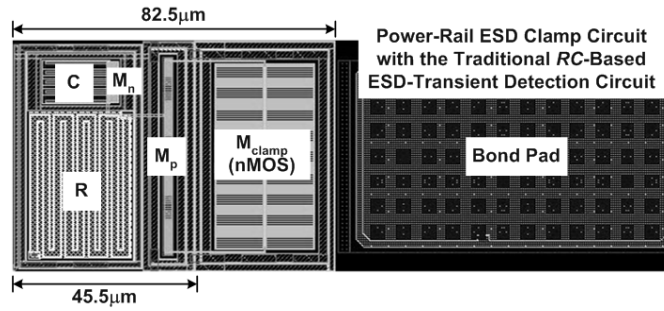 82.5μm
Power-Rail ESD Clamp Circuit
with the Traditional RC-Based
ESD-Transient Detection Circuit
C
Mn
Mp
Mclamp
(nMOS)
Bond Pad
R
45.5μm